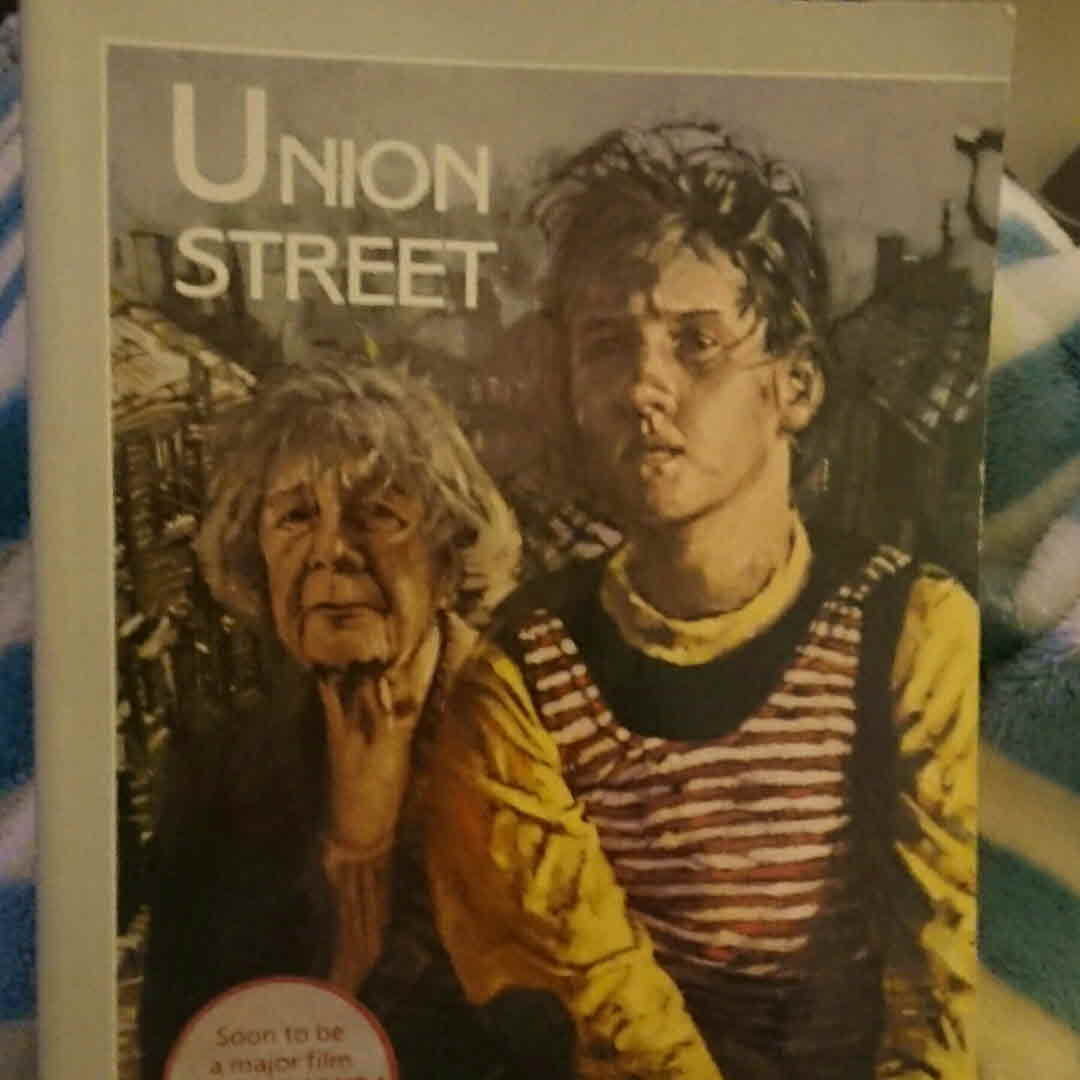 UNION
STREET
Soon to be
a major film